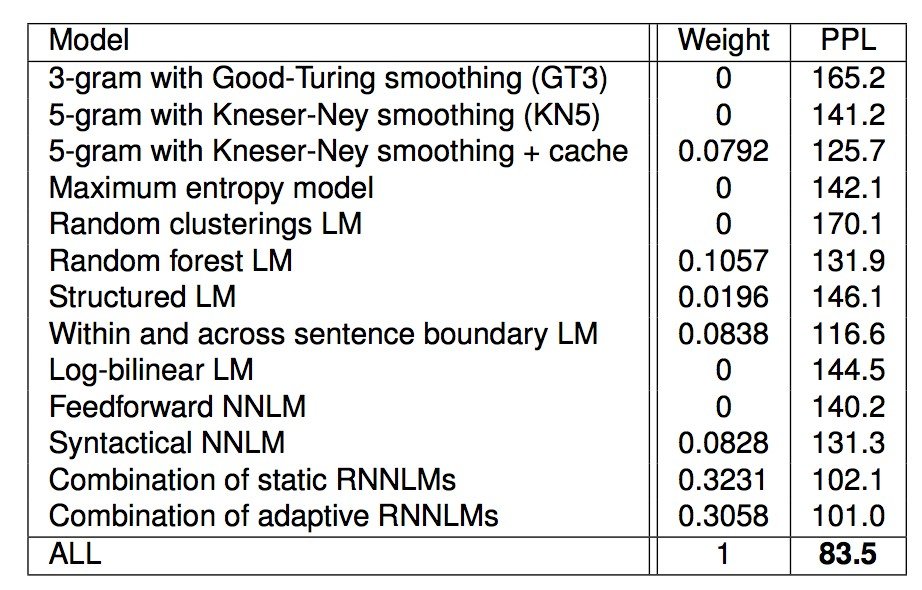 Model Weight PPL
3-gram with Good-Turing smoothing (GT3) 0 165.2
5-gram with Kneser-Ney smoothing (KN5) 0 141.2
5-gram with Kneser-Ney smoothing + cache 0.0792 125.7
Maximum entropy model 0 142.1
Random clusterings LM 0 170.1
Random forest LM 0.1057 131.9
Structured LM 0.0196 146.1
Within and across sentence boundary LM 0.0838 116.6
Log-bilinear LM 0 144.5
Feedforward NNLM 0 140.2
Syntactical NNLM 0.0828 131.3
Combination of static RNNLMs 0.3231 102.1
Combination of adaptive RNNLMs 0.3058 101.0
ALL 1 83.5